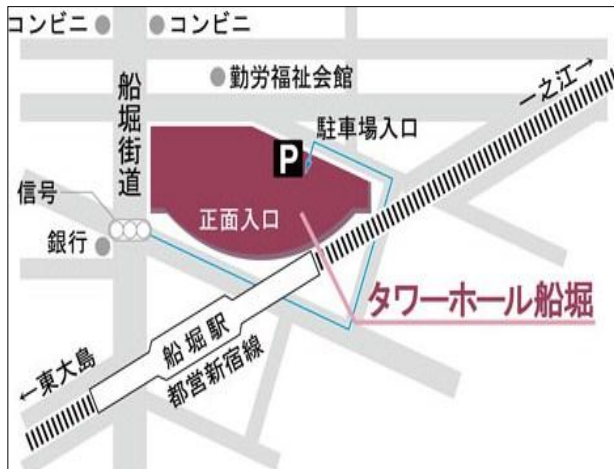 コンビニ
コンビニ
勤労福祉会館
一之江→
船堀街道
駐車場入口
P
信号
正面入口
銀行
タワーホール船堀
船堀駅
都営新宿線
←東大島